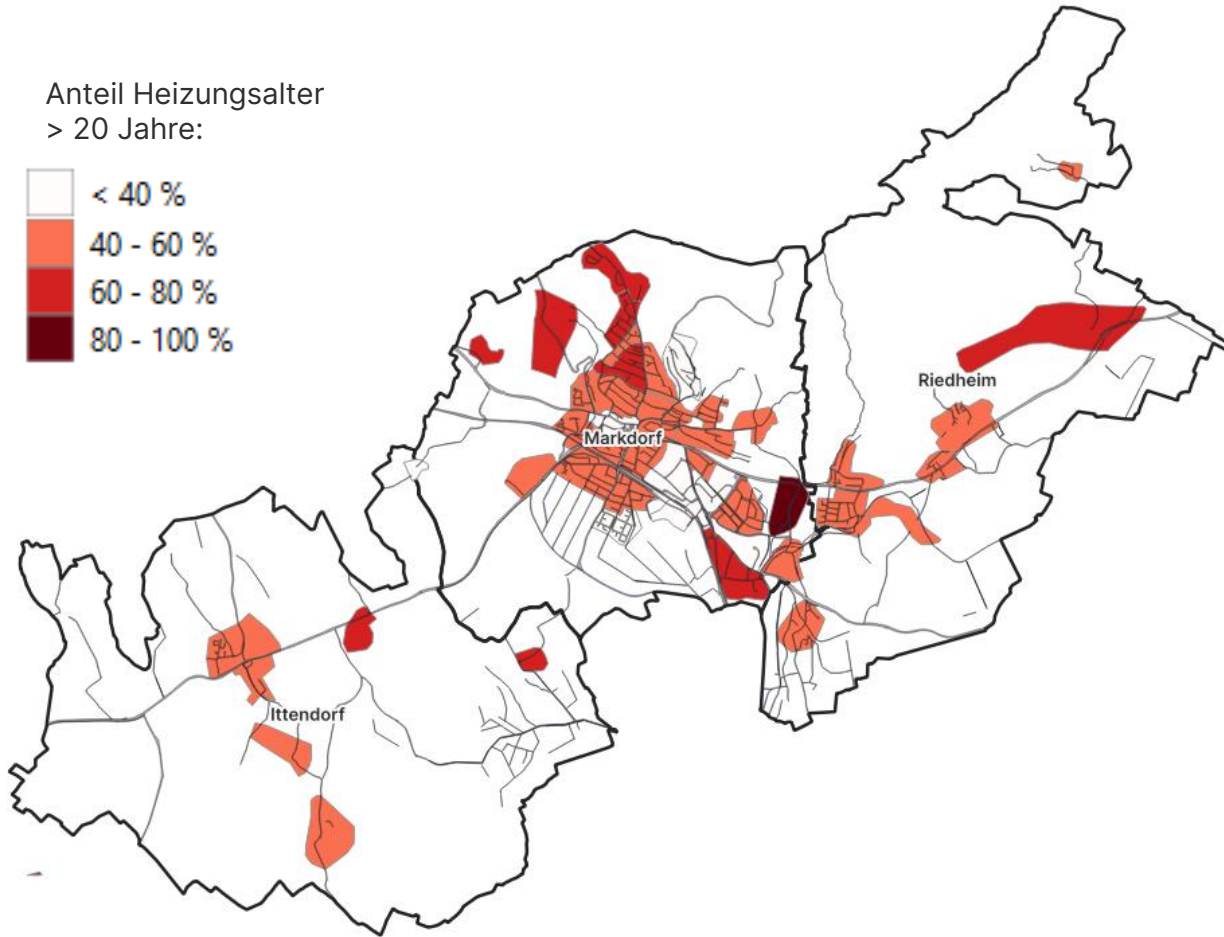 Anteil Heizungsalter
> 20 Jahre:
< 40 %
40 - 60 %
60 - 80 %
80 - 100 %
Riedheim
Markdorf
Ittendorf